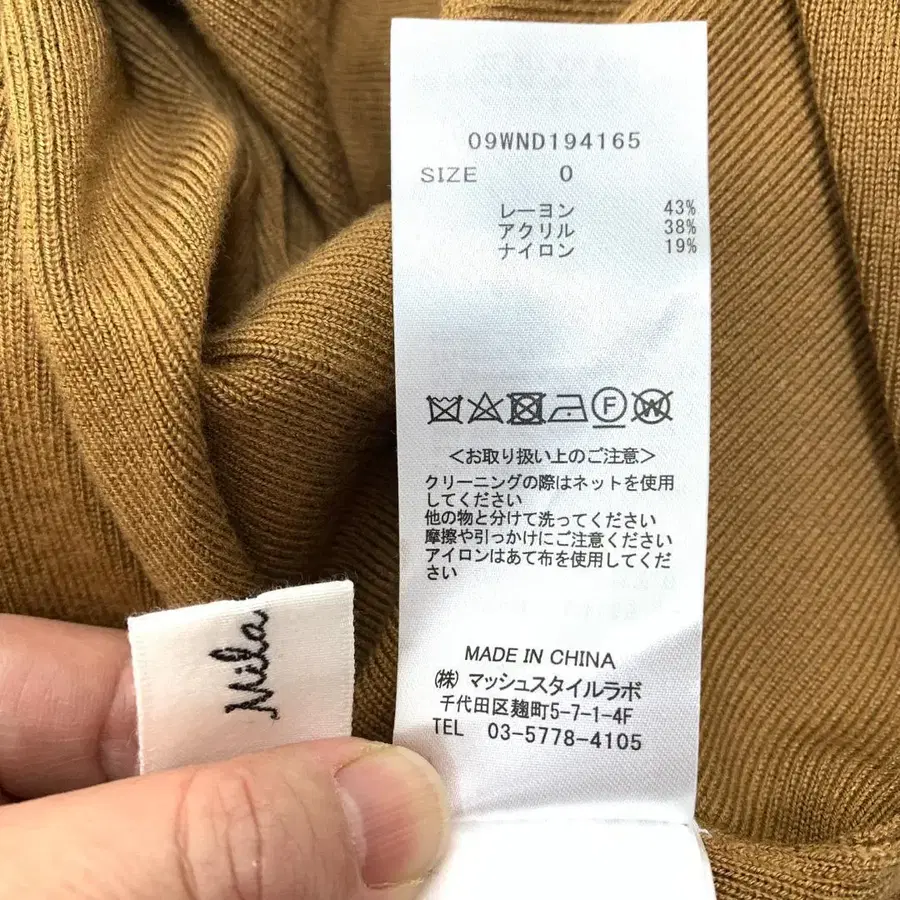 09WND194165
SIZE 0
レーヨン 43%
アクリル 38%
ナイロン 19%
F
W
<お取り扱い上のご注意>
クリーニングの際はネットを使用
してください
他の物と分けて洗ってください
摩擦や引っかけにご注意ください
アイロンはあて布を使用してくだ
さい
MADE IN CHINA
(株) マッシュスタイルラボ
千代田区麹町5-7-1-4F
TEL 03-5778-4105
Mila